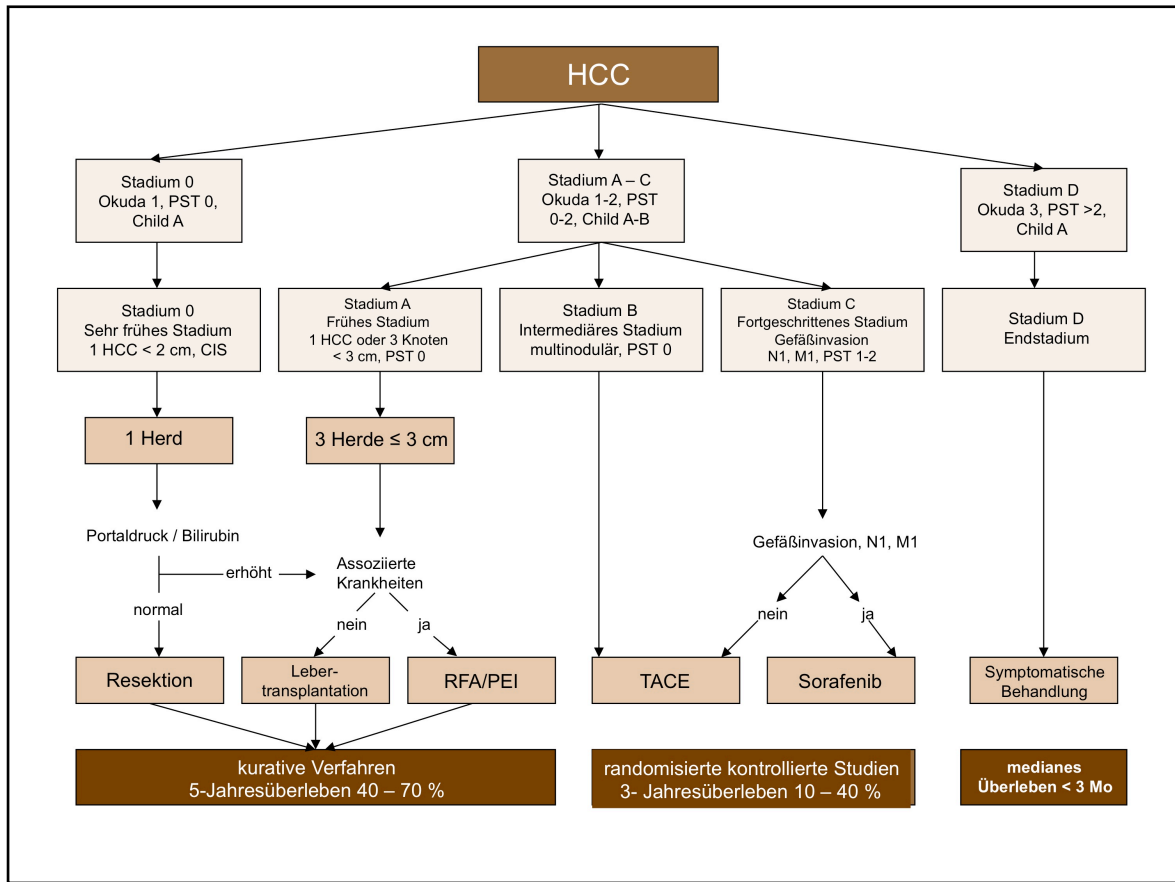 HCC
Stadium 0
Okuda 1, PST 0,
Child A
Stadium A – C
Okuda 1-2, PST
0-2, Child A-B
Stadium D
Okuda 3, PST >2,
Child A
Stadium 0
Sehr frühes Stadium
1 HCC < 2 cm, CIS
Stadium A
Frühes Stadium
1 HCC oder 3 Knoten
< 3 cm, PST 0
Stadium B
Intermediäres Stadium
multinodulär, PST 0
Stadium C
Fortgeschrittenes Stadium
Gefäßinvasion
N1, M1, PST 1-2
Stadium D
Endstadium
1 Herd
3 Herde ≤ 3 cm
Portaldruck / Bilirubin
Gefäßinvasion, N1, M1
erhöht
Assoziierte
Krankheiten
normal
nein
ja
nein
ja
Resektion
Leber-
transplantation
RFA/PEI
TACE
Sorafenib
Symptomatische
Behandlung
kurative Verfahren
5-Jahresüberleben 40 – 70 %
randomisierte kontrollierte Studien
3- Jahresüberleben 10 – 40 %
medianes
Überleben < 3 Mo